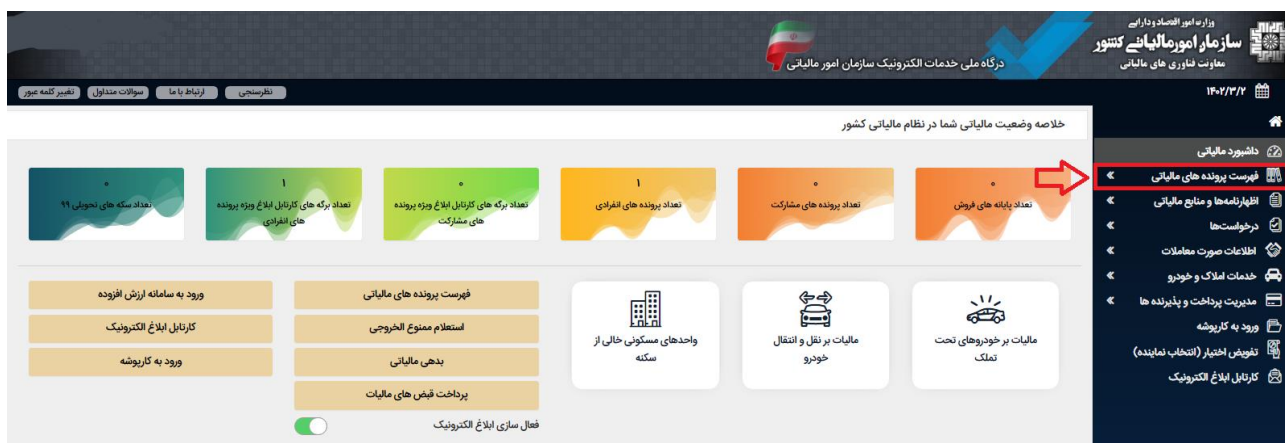 وزارت امور اقتصاد و دارایی
سازمان امور مالیاتی کشور
معاونت فناوری های مالیاتی
درگاه ملی خدمات الکترونیک سازمان امور مالیاتی
۱۴۰۲/۳/۲
نظرسنجی
ارتباط با ما
سوالات متداول
تغییر کلمه عبور
داشبورد مالیاتی
فهرست پرونده های مالیاتی
اظهارنامه‌ها و منابع مالیاتی
درخواست‌ها
اطلاعات صورت معاملات
خدمات املاک و خودرو
مدیریت پرداخت و پذیرنده ها
ورود به کارپوشه
تفویض اختیار (انتخاب نماینده)
کارتابل ابلاغ الکترونیک
خلاصه وضعیت مالیاتی شما در نظام مالیاتی کشور
۰
تعداد پایانه های فروش
۰
تعداد پرونده های مشارکت
۱
تعداد پرونده های انفرادی
۰
تعداد برگه های کارتابل ابلاغ ویژه پرونده
های مشارکت
۱
تعداد برگه های کارتابل ابلاغ ویژه پرونده
های انفرادی
۰
تعداد سکه های تحویلی ۹۹
مالیات بر خودروهای تحت
تملک
مالیات بر نقل و انتقال
خودرو
واحدهای مسکونی خالی از
سکنه
فهرست پرونده های مالیاتی
استعلام ممنوع الخروجی
بدهی مالیاتی
پرداخت قبض های مالیات
فعال سازی ابلاغ الکترونیک
ورود به سامانه ارزش افزوده
کارتابل ابلاغ الکترونیک
ورود به کارپوشه